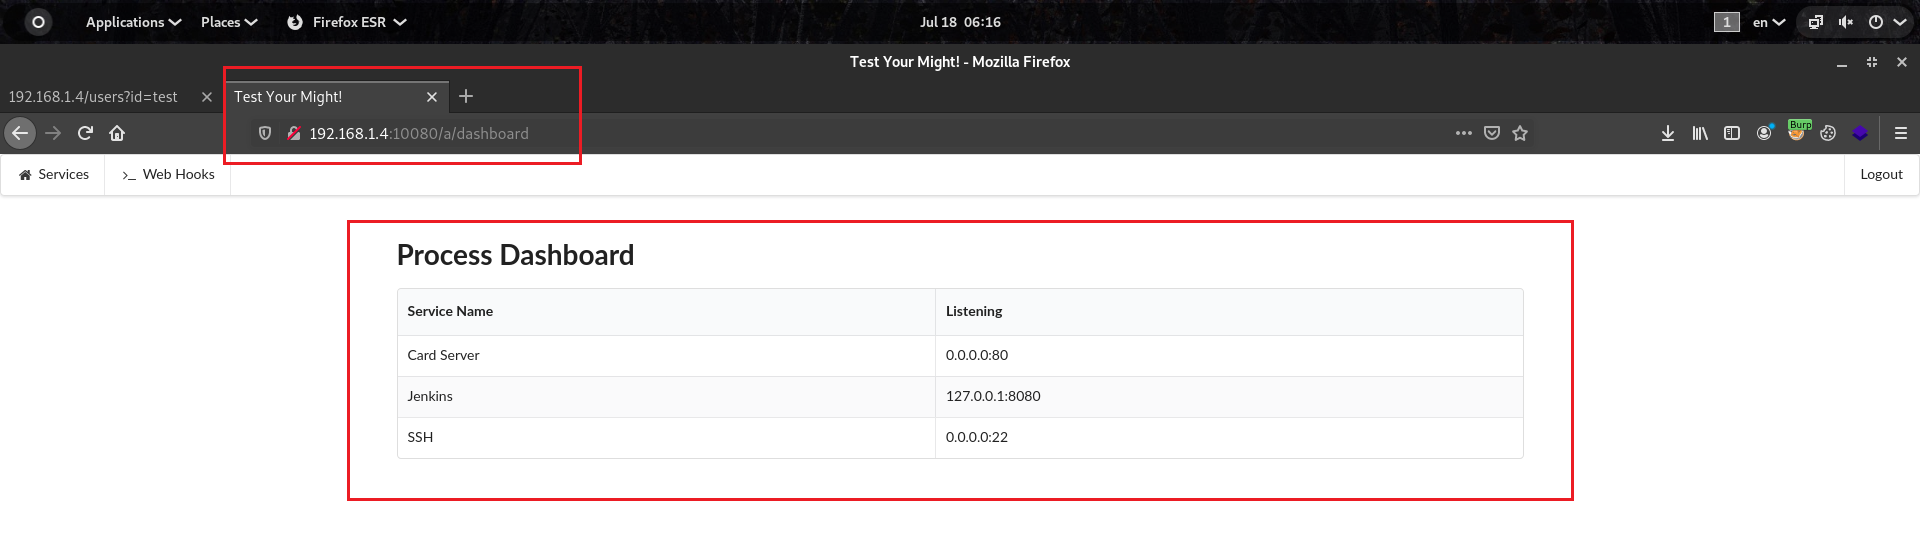 Applications Places Firefox ESR Jul 18 06:16 1 en
Test Your Might! - Mozilla Firefox
192.168.1.4/users?id=test Test Your Might!
192.168.1.4:10080/a/dashboard Burp
Services >_ Web Hooks Logout
Process Dashboard
Service Name Listening
Card Server 0.0.0.0:80
Jenkins 127.0.0.1:8080
SSH 0.0.0.0:22